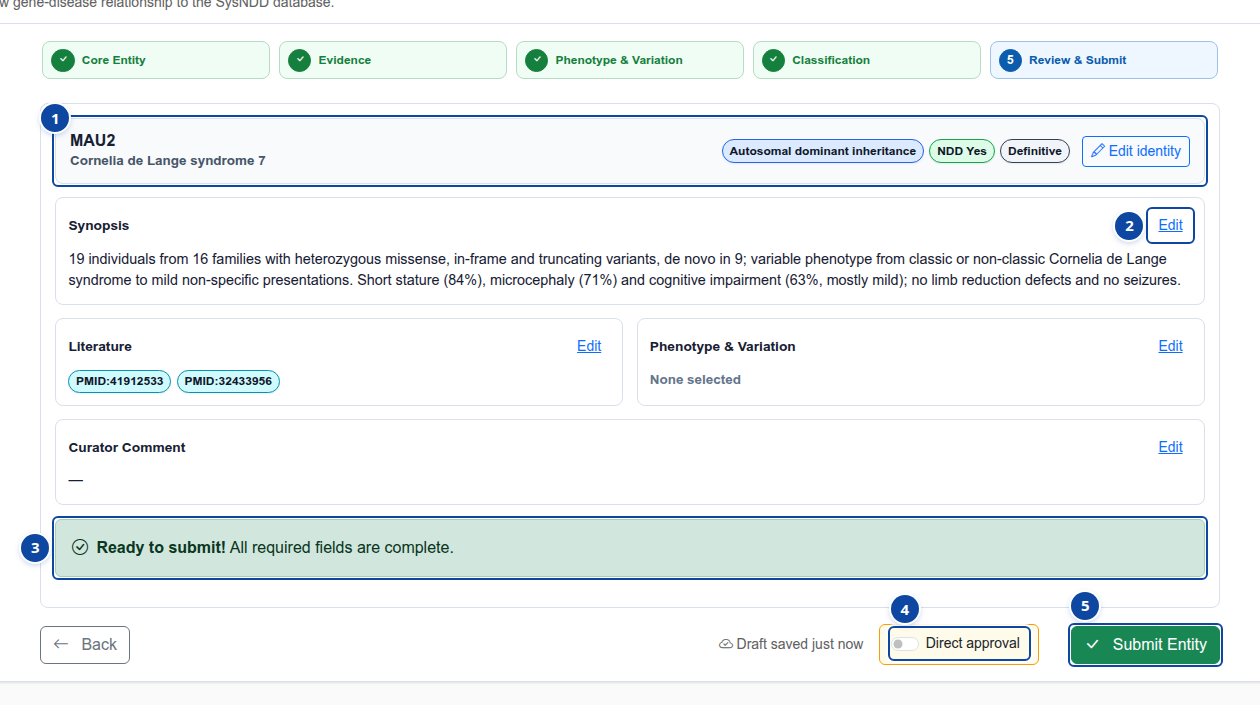 w gene-disease relationship to the SysNDD database.
Core Entity
Evidence
Phenotype & Variation
Classification
5 Review & Submit
1
MAU2
Cornelia de Lange syndrome 7
Autosomal dominant inheritance
NDD Yes
Definitive
Edit identity
Synopsis
2
Edit
19 individuals from 16 families with heterozygous missense, in-frame and truncating variants, de novo in 9; variable phenotype from classic or non-classic Cornelia de Lange
syndrome to mild non-specific presentations. Short stature (84%), microcephaly (71%) and cognitive impairment (63%, mostly mild); no limb reduction defects and no seizures.
Literature
Edit
PMID:41912533
PMID:32433956
Phenotype & Variation
Edit
None selected
Curator Comment
Edit
—
3
Ready to submit! All required fields are complete.
Back
Draft saved just now
4
Direct approval
5
Submit Entity